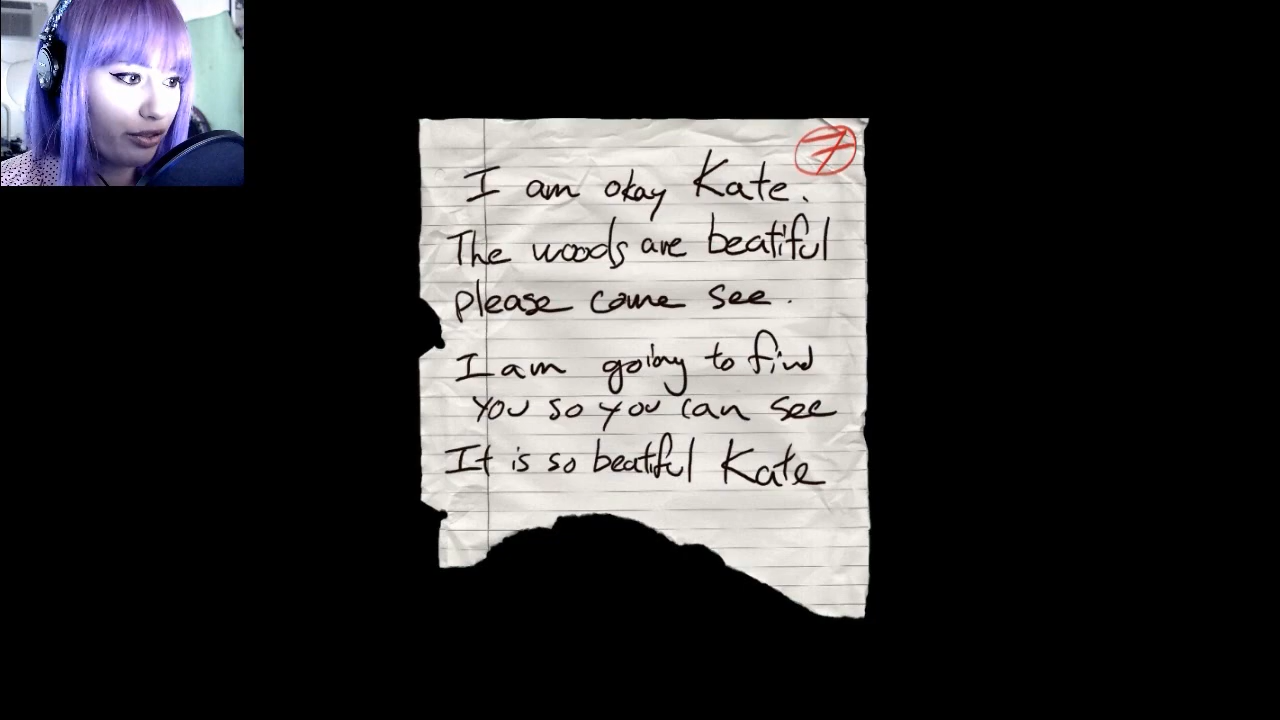 7
I am okay Kate.
The woods are beatiful
please come see.
I am going to find
you so you can see
It is so beatiful Kate